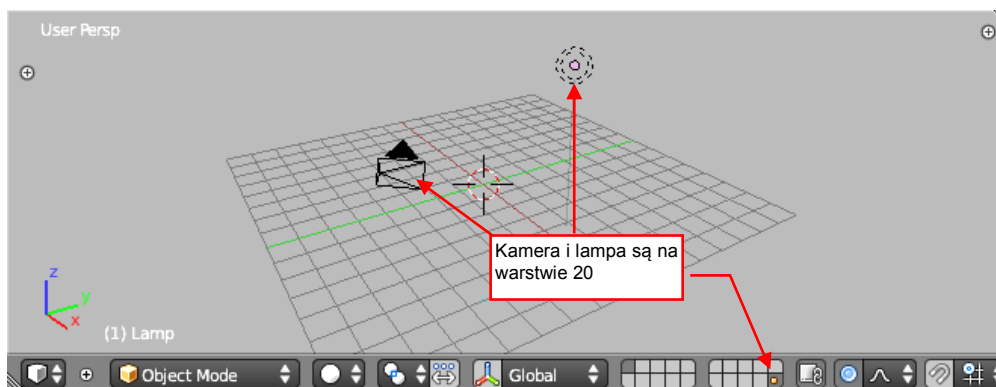 User Persp
Kamera i lampa są na
warstwie 20
z
y
x
(1) Lamp
Object Mode
Global